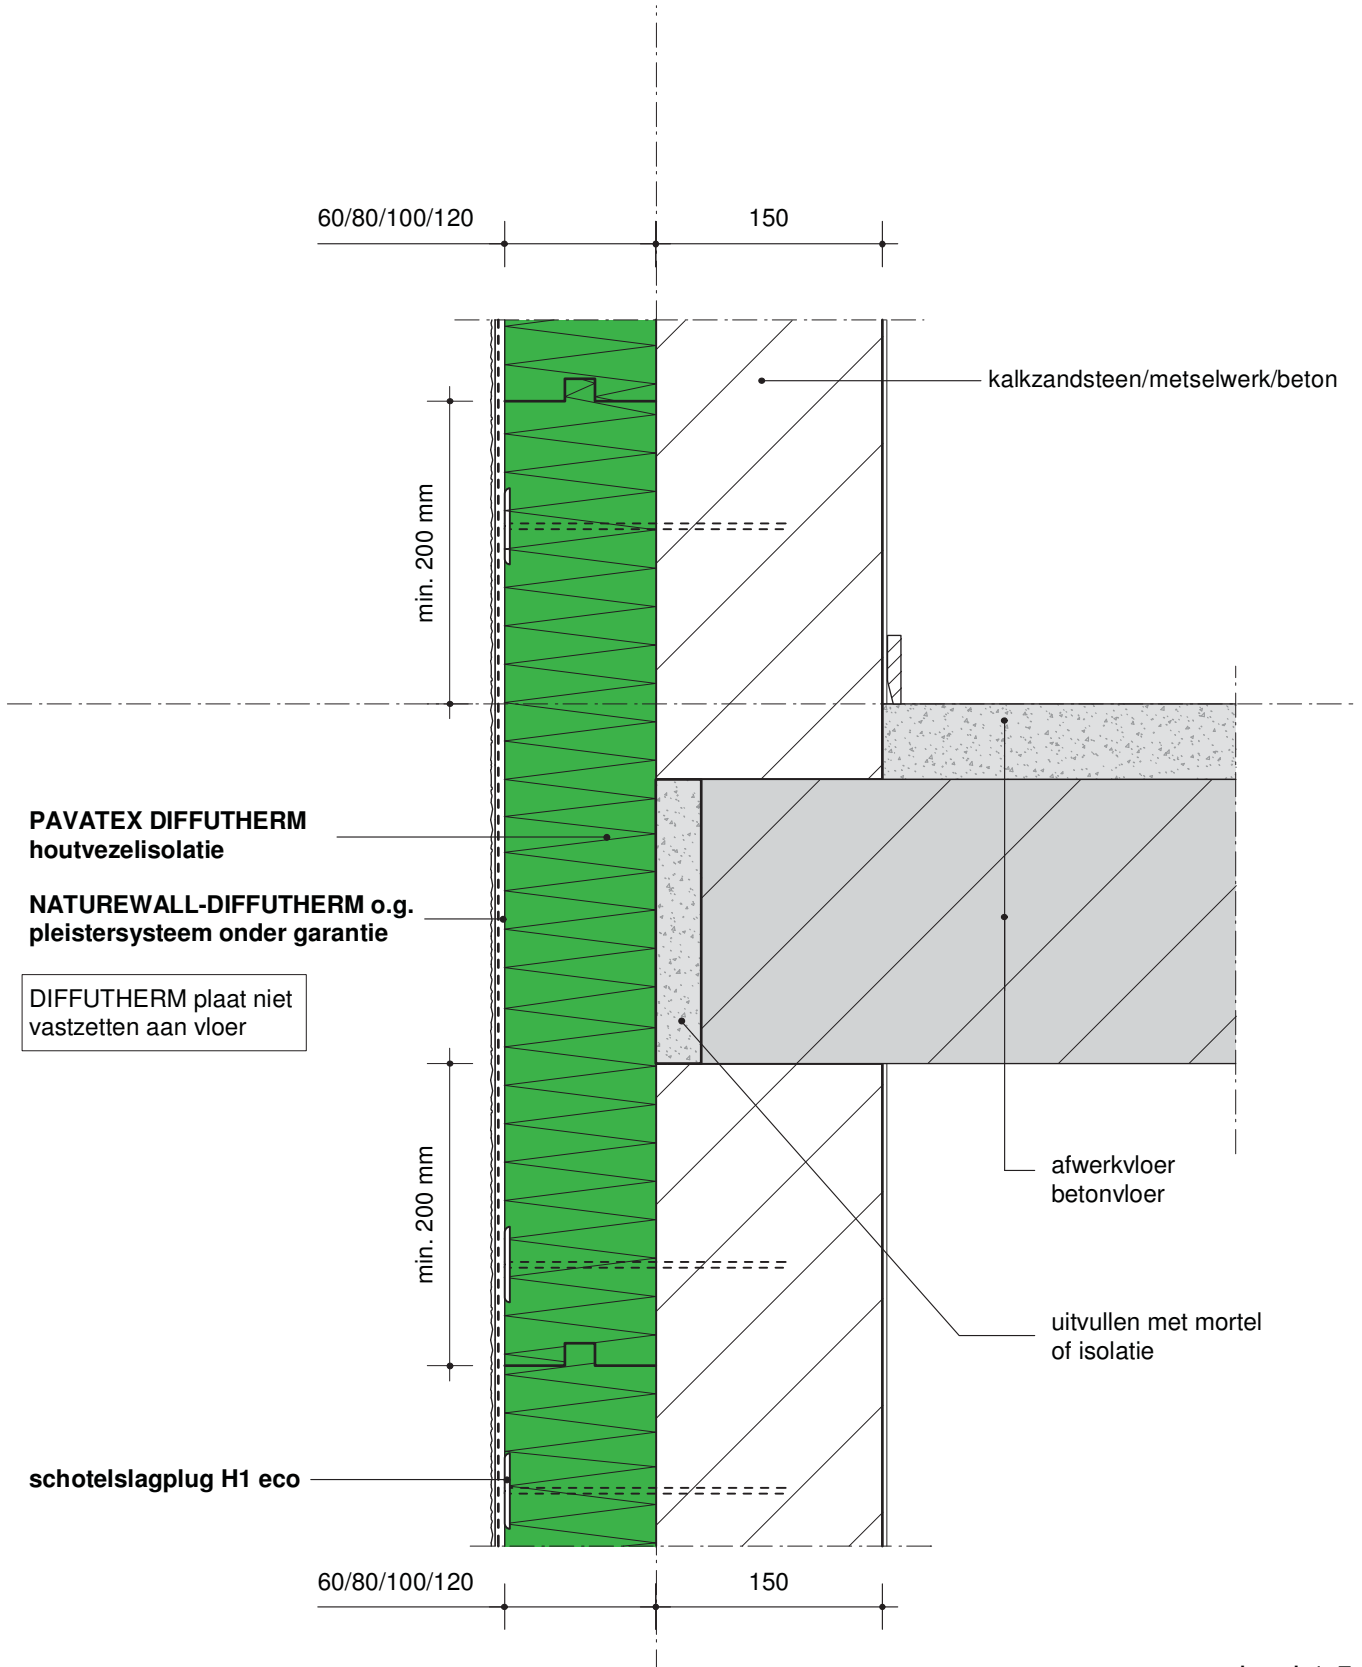 60/80/100/120
150
kalkzandsteen/metselwerk/beton
min. 200 mm
PAVATEX DIFFUTHERM
houtvezelisolatie
NATUREWALL-DIFFUTHERM o.g.
pleistersysteem onder garantie
DIFFUTHERM plaat niet
vastzetten aan vloer
min. 200 mm
afwerkvloer
betonvloer
uitvullen met mortel
of isolatie
schotelslagplug H1 eco
60/80/100/120
150